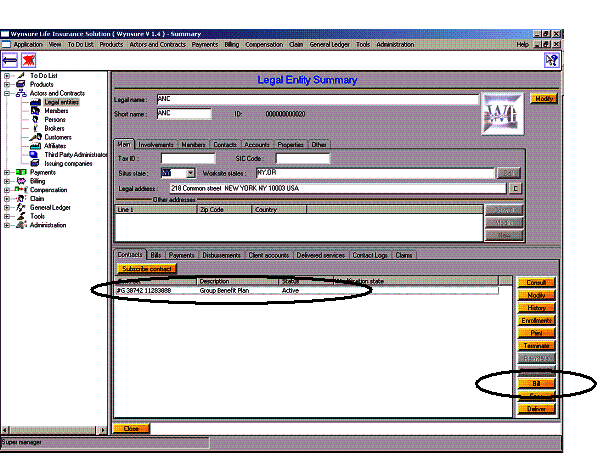 Wynsure Life Insurance Solution ( Wynsure V 1.4 ) - Summary
Application View To Do List Products Actors and Contracts Payments Billing Compensation Claim General Ledger Tools Administration Help
To Do List
Products
Actors and Contracts
Legal entities
Members
Persons
Brokers
Customers
Affiliates
Third Party Administrator
Issuing companies
Payments
Billing
Compensation
Claim
General Ledger
Tools
Administration
Legal Entity Summary
Legal name : ANC
Modify
Short name : ANC ID: 000000000020
Main Involvements Members Contacts Accounts Properties Other
Tax ID : SIC Code :
Situs state : NY Worksite states : NY,OR
Legal address : 218 Common street NEW YORK NY 10003 USA
Other addresses
Line 1 Zip Code Country
Contracts Bills Payments Disbursements Client accounts Delivered services Contact Logs Claims
Subscribe contract
Description Status Modification state
#G 38742 11283888 Group Benefit Plan Active
Consult
Modify
History
Enrollments
Print
Terminate
Bill
Deliver
Close
Super manager